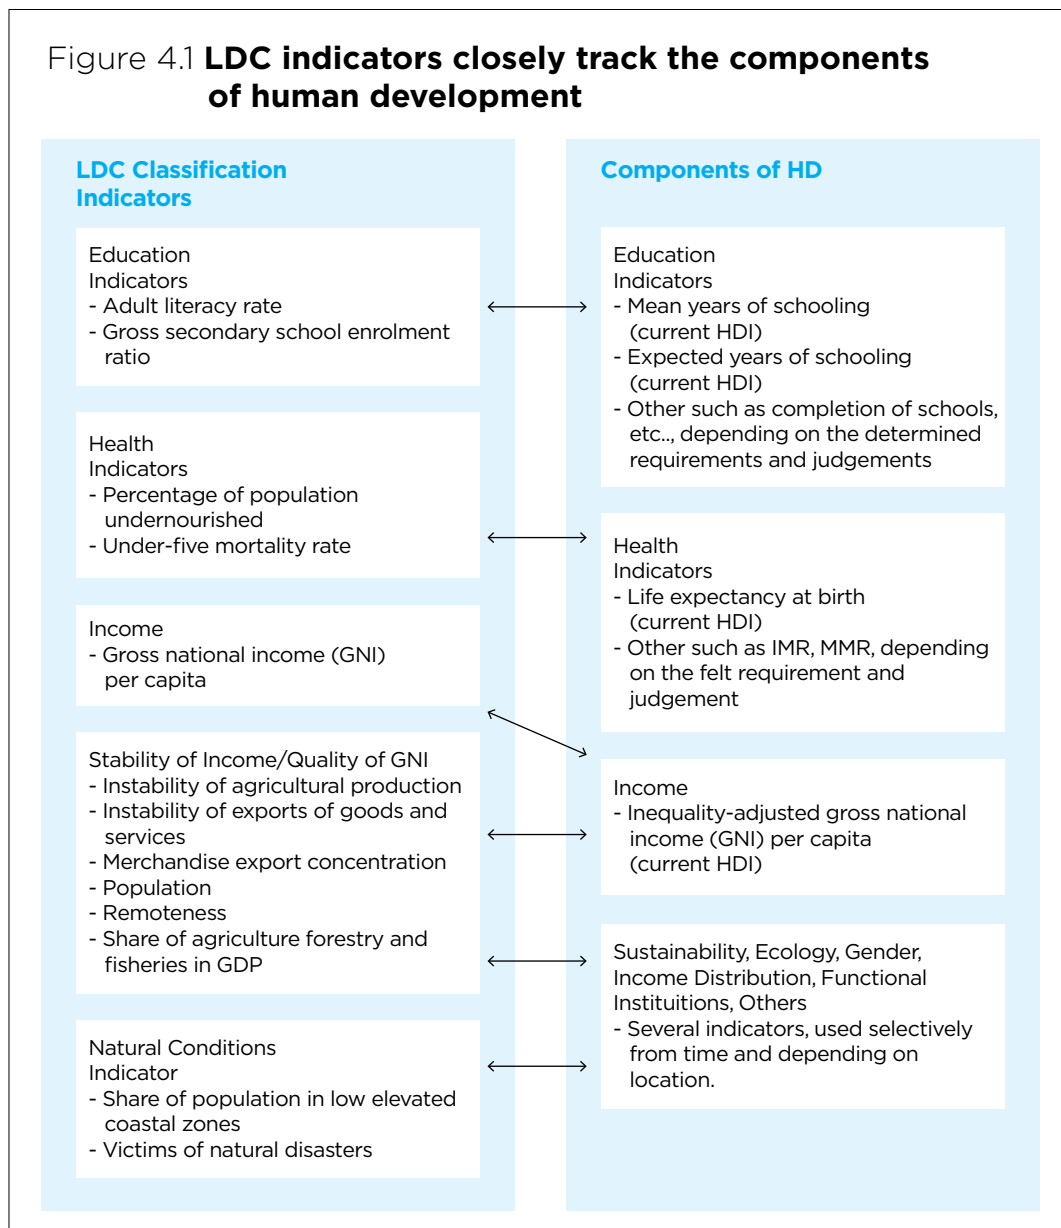 Figure 4.1 LDC indicators closely track the components
of human development
LDC Classification
Indicators
Education
Indicators
- Adult literacy rate
- Gross secondary school enrolment
ratio
Health
Indicators
- Percentage of population
undernourished
- Under-five mortality rate
Income
- Gross national income (GNI)
per capita
Stability of Income/Quality of GNI
- Instability of agricultural production
- Instability of exports of goods and
services
- Merchandise export concentration
- Population
- Remoteness
- Share of agriculture forestry and
fisheries in GDP
Natural Conditions
Indicator
- Share of population in low elevated
coastal zones
- Victims of natural disasters
Components of HD
Education
Indicators
- Mean years of schooling
(current HDI)
- Expected years of schooling
(current HDI)
- Other such as completion of schools,
etc.., depending on the determined
requirements and judgements
Health
Indicators
- Life expectancy at birth
(current HDI)
- Other such as IMR, MMR, depending
on the felt requirement and
judgement
Income
- Inequality-adjusted gross national
income (GNI) per capita
(current HDI)
Sustainability, Ecology, Gender,
Income Distribution, Functional
Instituitions, Others
- Several indicators, used selectively
from time and depending on
location.